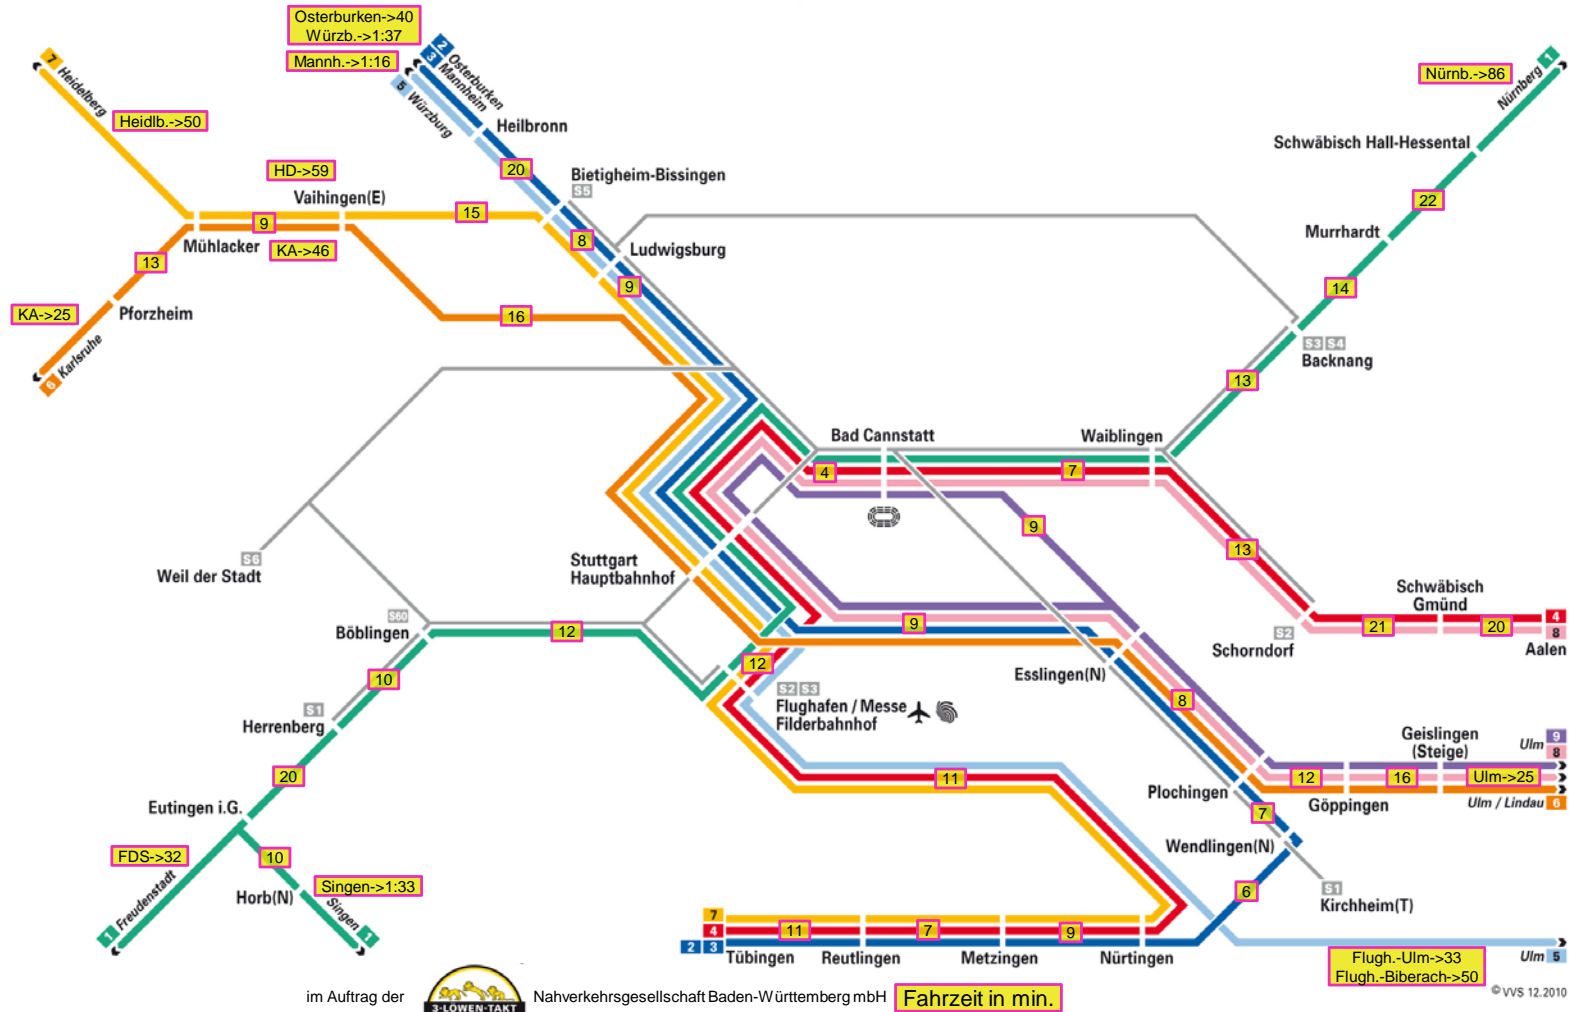 Osterburken->40
Würzb.->1:37
Mannh.->1:16
2
3
Osterburken
Mannheim
5
Würzburg
7
Heidelberg
Heidlb.->50
Nürnb.->86
1
Nürnberg
Heilbronn
20
Schwäbisch Hall-Hessental
HD->59
Vaihingen(E)
Bietigheim-Bissingen
S5
22
9
15
8
Murrhardt
Mühlacker
KA->46
Ludwigsburg
13
9
14
KA->25
Pforzheim
16
6
Karlsruhe
S3 S4
Backnang
13
Bad Cannstatt
Waiblingen
4
7
9
13
S6
Weil der Stadt
Stuttgart
Hauptbahnhof
Schwäbisch
Gmünd
S60
Böblingen
12
9
21
20
4
8
Aalen
S2
Schorndorf
12
10
Esslingen(N)
S2 S3
Flughafen / Messe
Filderbahnhof
8
S1
Herrenberg
Geislingen
(Steige)
Ulm
9
8
20
11
12
16
Ulm->25
Plochingen
Göppingen
Ulm / Lindau
6
Eutingen i.G.
7
Wendlingen(N)
FDS->32
10
Singen->1:33
6
S1
Kirchheim(T)
Horb(N)
1
Freudenstadt
Singen
1
7
4
2 3
11
7
9
Tübingen
Reutlingen
Metzingen
Nürtingen
Flugh.-Ulm->33
Flugh.-Biberach->50
Ulm
5
im Auftrag der
3-LÖWEN-TAKT
Nahverkehrsgesellschaft Baden-Württemberg mbH
Fahrzeit in min.
© VVS 12.2010